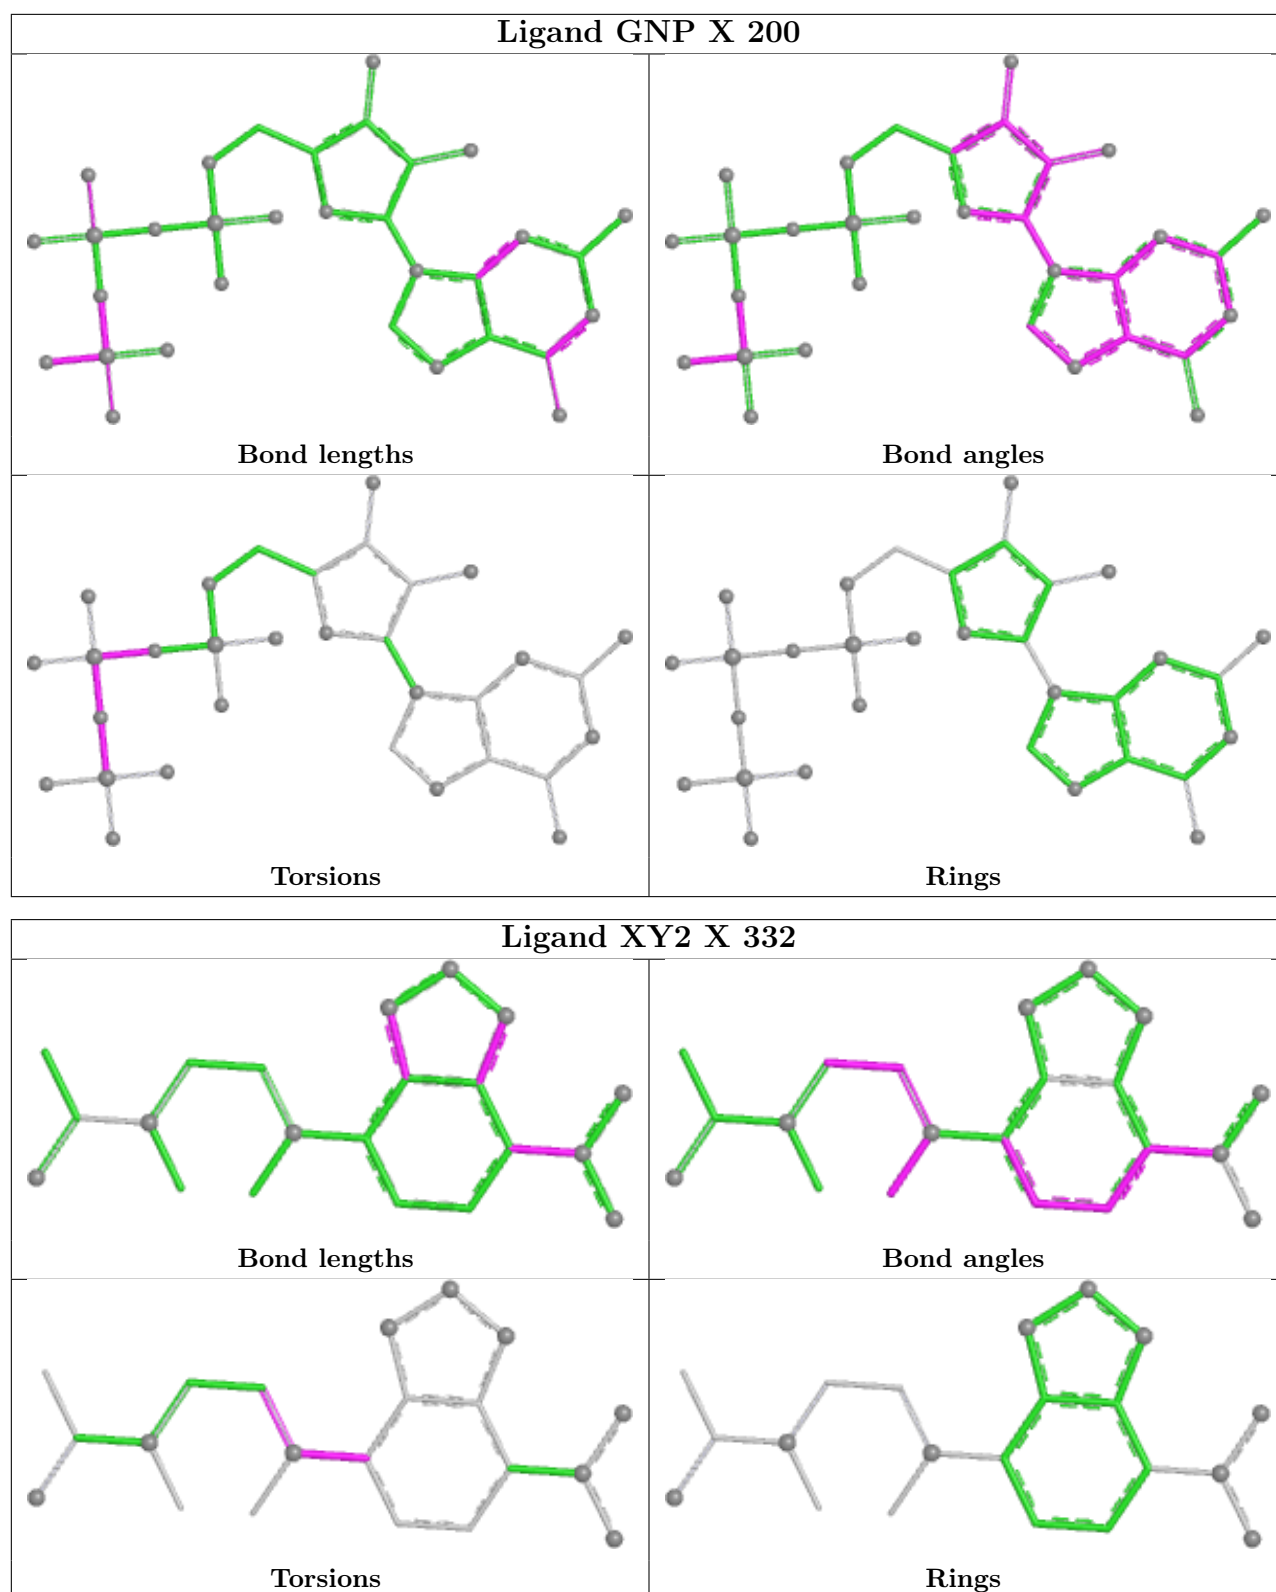 Ligand GNP X 200
Bond lengths
Bond angles
Torsions
Rings
Ligand XY2 X 332
Bond lengths
Bond angles
Torsions
Rings